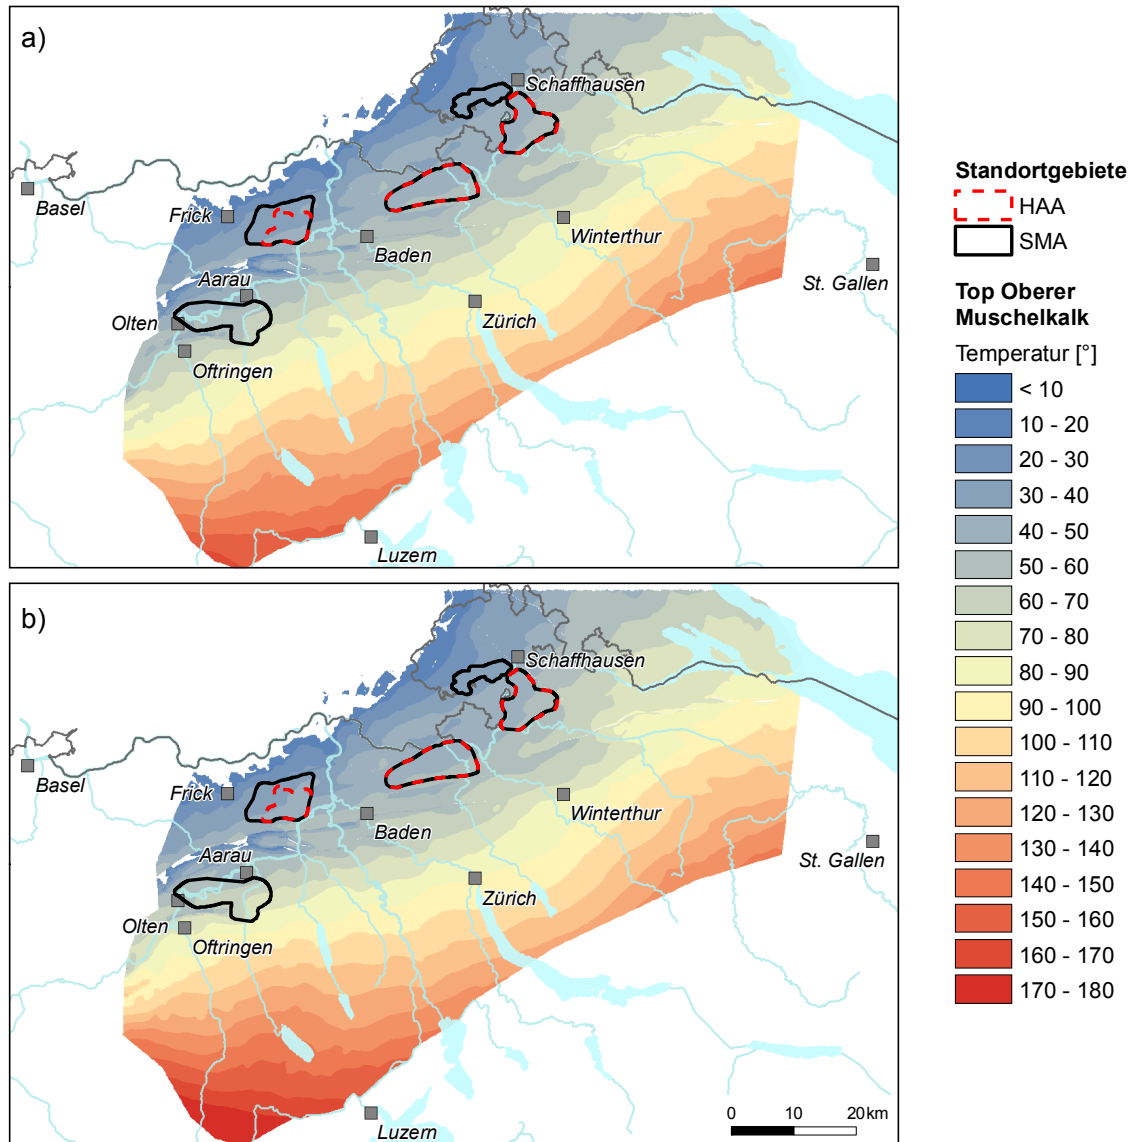 a)
Schaffhausen
Basel
Frick
Baden
Winterthur
Aarau
St. Gallen
Olten
Zürich
Oftringen
Luzern
b)
Schaffhausen
Basel
Frick
Baden
Winterthur
Aarau
St. Gallen
Zürich
Olten
Oftringen
Luzern
0 10 20 km
Standortgebiete
HAA
SMA
Top Oberer
Muschelkalk
Temperatur [°]
< 10
10 - 20
20 - 30
30 - 40
40 - 50
50 - 60
60 - 70
70 - 80
80 - 90
90 - 100
100 - 110
110 - 120
120 - 130
130 - 140
140 - 150
150 - 160
160 - 170
170 - 180